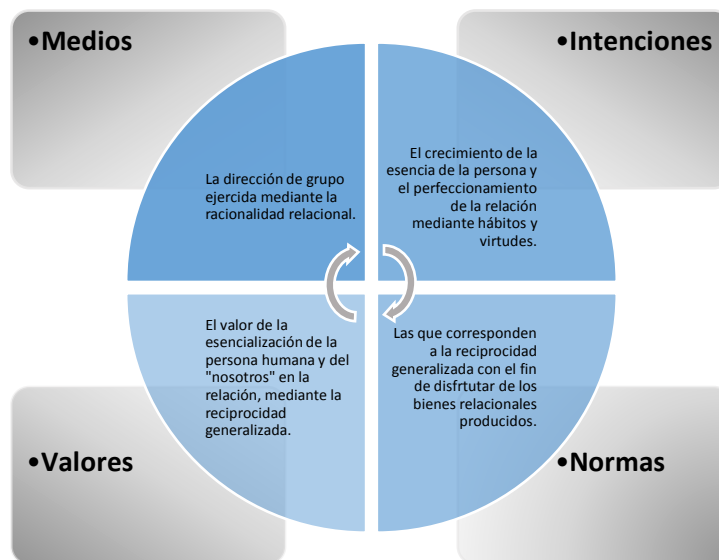 •Medios
La dirección de grupo
ejercida mediante la
racionalidad relacional.
•Intenciones
El crecimiento de la
esencia de la persona y
el perfeccionamiento
de la relación
mediante hábitos y
virtudes.
El valor de la
esencialización de la
persona humana y del
"nosotros" en la
relación, mediante la
reciprocidad
generalizada.
•Valores
Las que corresponden
a la reciprocidad
generalizada con el fin
de disfrtutar de los
bienes relacionales
producidos.
•Normas